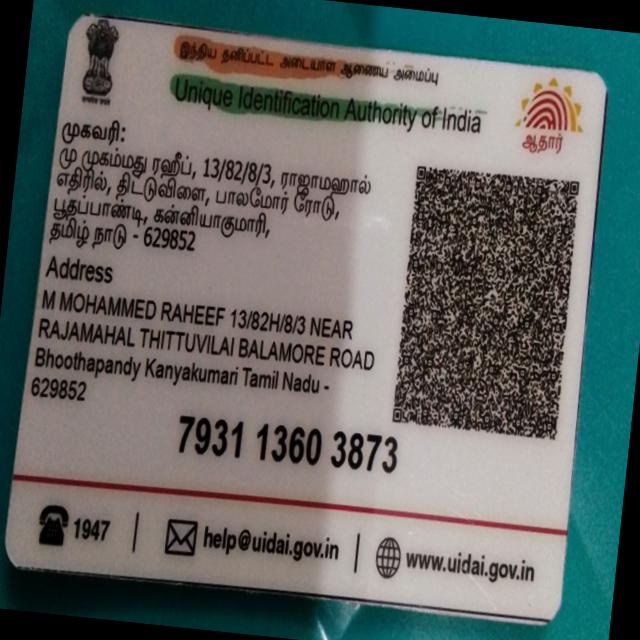 இந்திய தனிப்பட்ட அடையாள ஆணைய அமைப்பு
Unique Identification Authority of India
ஆதார்
முகவரி:
மு முகம்மது ரஹீப், 13/82/8/3, ராஜாமஹால்
எதிரில், திட்டுவிளை, பாலமோர் ரோடு,
பூதப்பாண்டி, கன்னியாகுமாரி,
தமிழ் நாடு - 629852
Address
M MOHAMMED RAHEEF 13/82H/8/3 NEAR
RAJAMAHAL THITTUVILAI BALAMORE ROAD
Bhoothapandy Kanyakumari Tamil Nadu -
629852
7931 1360 3873
1947
help@uidai.gov.in
www.uidai.gov.in